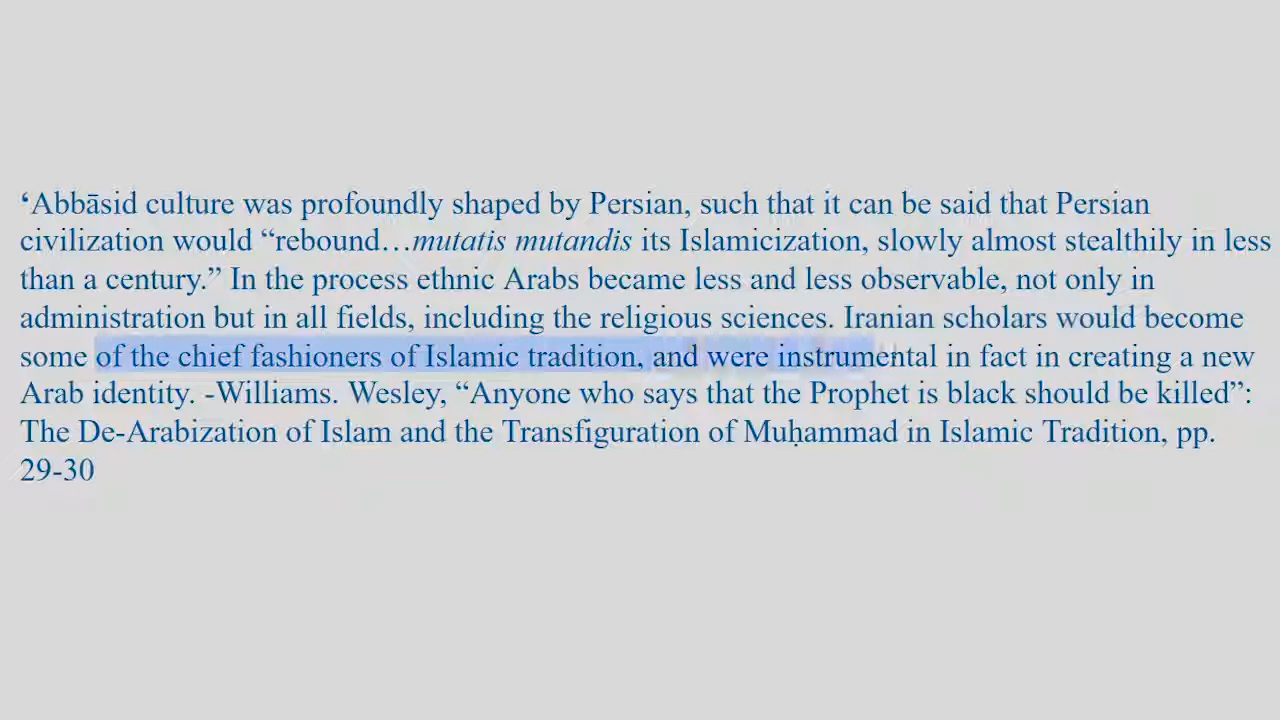 ‘Abbāsid culture was profoundly shaped by Persian, such that it can be said that Persian
civilization would “rebound…mutatis mutandis its Islamicization, slowly almost stealthily in less
than a century.” In the process ethnic Arabs became less and less observable, not only in
administration but in all fields, including the religious sciences. Iranian scholars would become
some of the chief fashioners of Islamic tradition, and were instrumental in fact in creating a new
Arab identity. -Williams. Wesley, “Anyone who says that the Prophet is black should be killed”:
The De-Arabization of Islam and the Transfiguration of Muḥammad in Islamic Tradition, pp.
29-30